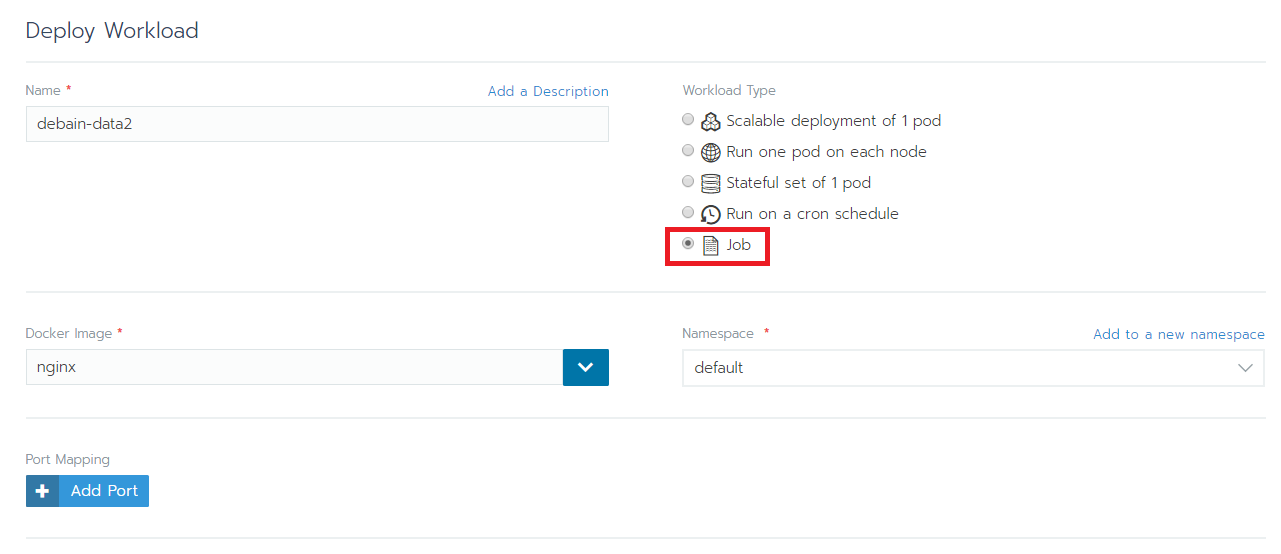 Deploy Workload
Name *
Add a Description
debain-data2
Workload Type
Scalable deployment of 1 pod
Run one pod on each node
Stateful set of 1 pod
Run on a cron schedule
Job
Docker Image *
nginx
Namespace *
Add to a new namespace
default
Port Mapping
+ Add Port